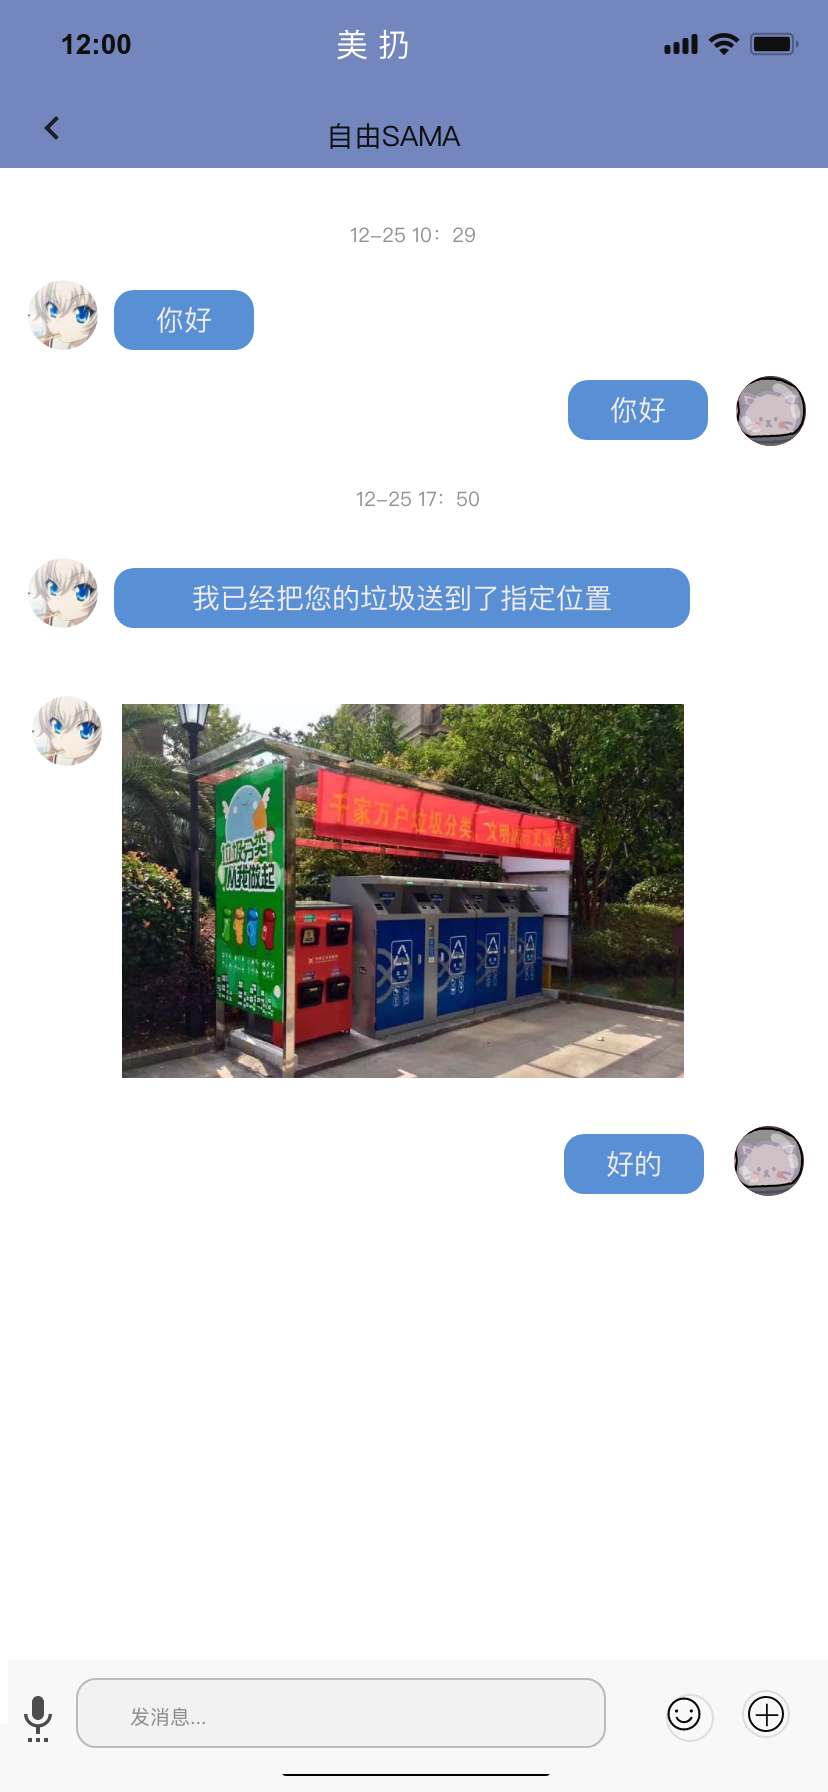 12:00
美 扔
自由SAMA
12-25 10：29
你好
你好
12-25 17：50
我已经把您的垃圾送到了指定位置
千家万户垃圾分类，文明
垃圾分类
从我做起
好的
发消息...